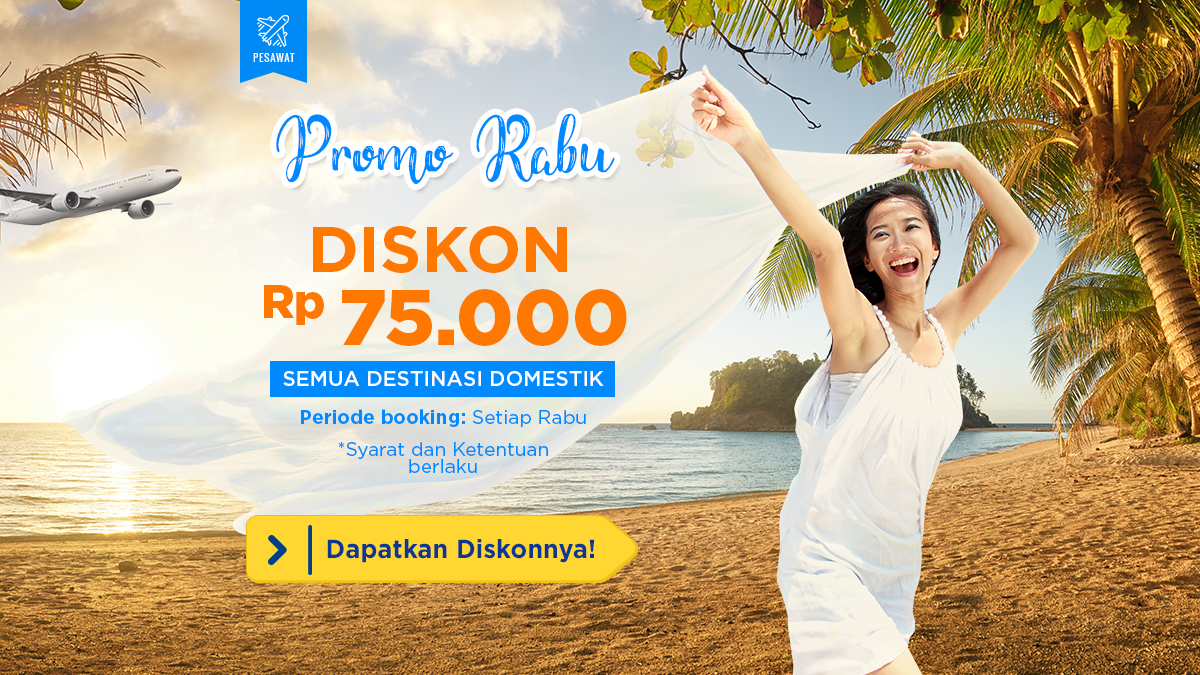 PESAWAT
Promo Rabu
DISKON
Rp 75.000
SEMUA DESTINASI DOMESTIK
Periode booking: Setiap Rabu
*Syarat dan Ketentuan
berlaku
Dapatkan Diskonnya!